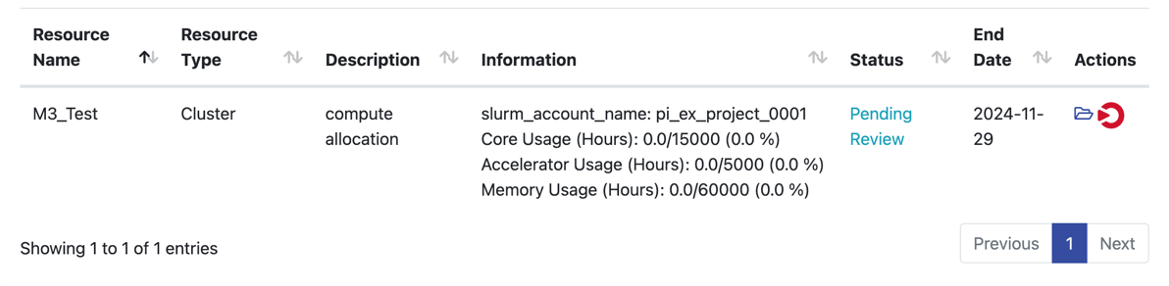 Resource Name
Resource Type
Description
Information
Status
End Date
Actions
M3_Test
Cluster
compute
allocation
slurm_account_name: pi_ex_project_0001
Core Usage (Hours): 0.0/15000 (0.0 %)
Accelerator Usage (Hours): 0.0/5000 (0.0 %)
Memory Usage (Hours): 0.0/60000 (0.0 %)
Pending
Review
2024-11-
29
Showing 1 to 1 of 1 entries
Previous 1 Next